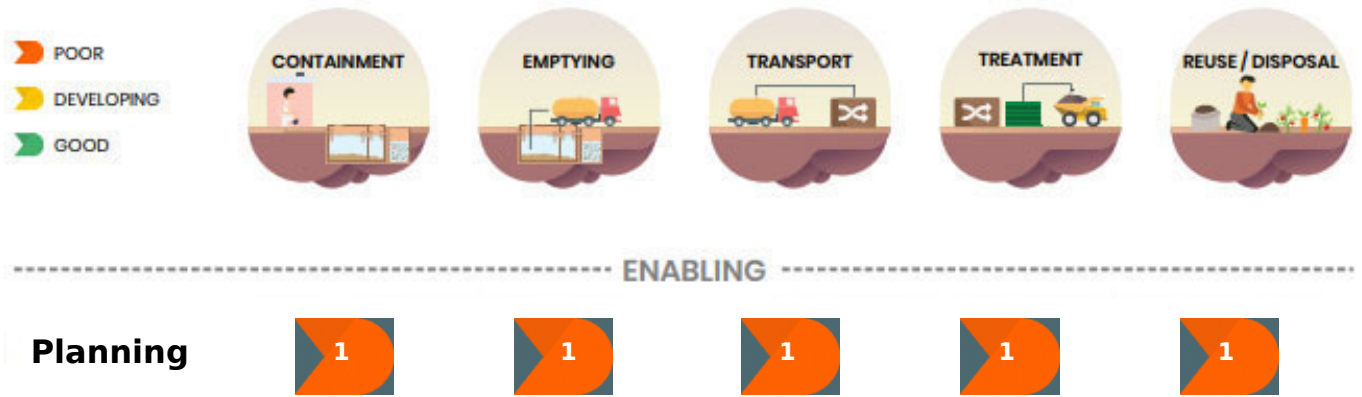 POOR
DEVELOPING
GOOD
CONTAINMENT
EMPTYING
TRANSPORT
TREATMENT
REUSE / DISPOSAL
ENABLING
Planning 1 1 1 1 1